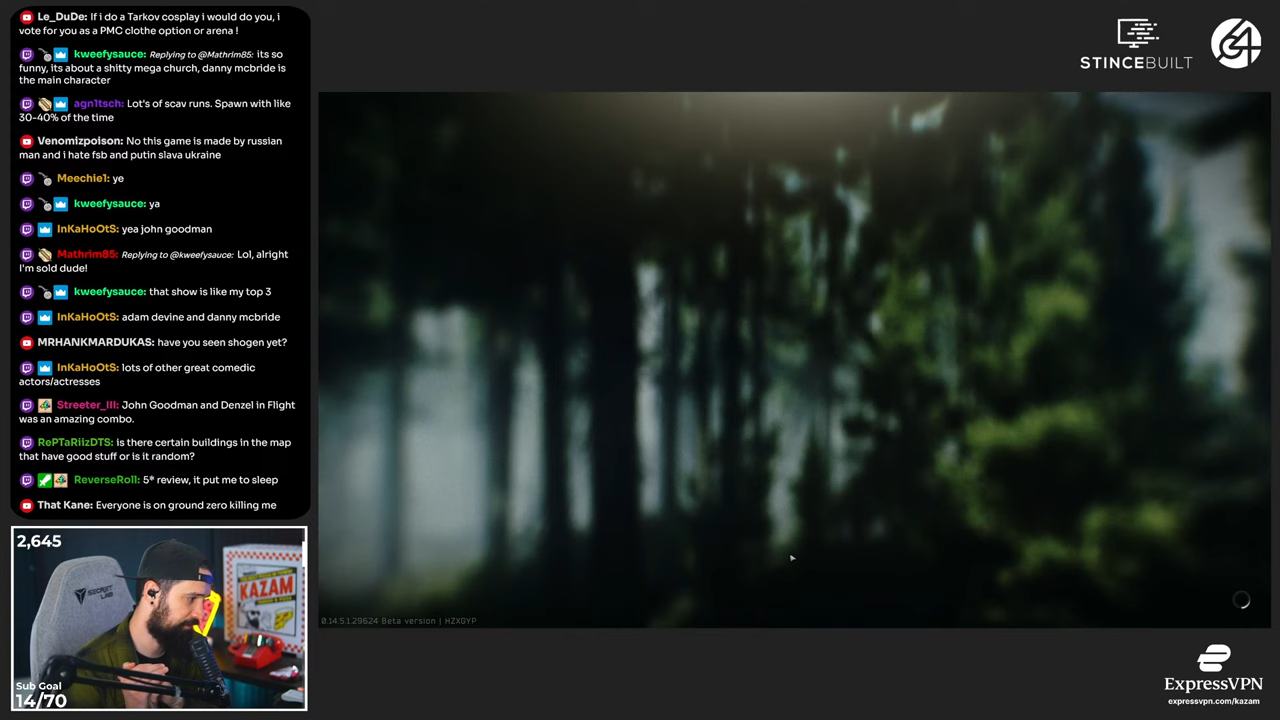 Le_DuDe: If i do a Tarkov cosplay i would do you, i
vote for you as a PMC clothe option or arena !
kweefysauce: Replying to @Mathrim85: its so
funny, its about a shitty mega church, danny mcbride is
the main character
agn1tsch: Lot's of scav runs. Spawn with like
30-40% of the time
Venomizpoison: No this game is made by russian
man and i hate fsb and putin slava ukraine
Meechie1: ye
kweefysauce: ya
InKaHoOtS: yea john goodman
Mathrim85: Replying to @kweefysauce: Lol, alright
I'm sold dude!
kweefysauce: that show is like my top 3
InKaHoOtS: adam devine and danny mcbride
MRHANKMARDUKAS: have you seen shogen yet?
InKaHoOtS: lots of other great comedic
actors/actresses
Streeter_III: John Goodman and Denzel in Flight
was an amazing combo.
RePTaRiizDTS: is there certain buildings in the map
that have good stuff or is it random?
ReverseRoll: 5* review, it put me to sleep
That Kane: Everyone is on ground zero killing me
2,645
SECRET
LAB
KAZAM
Sub Goal
14/70
0.14.5.1.29624 Beta version | HZXGYP
STINCEBUILT
G4
ExpressVPN
expressvpn.com/kazam